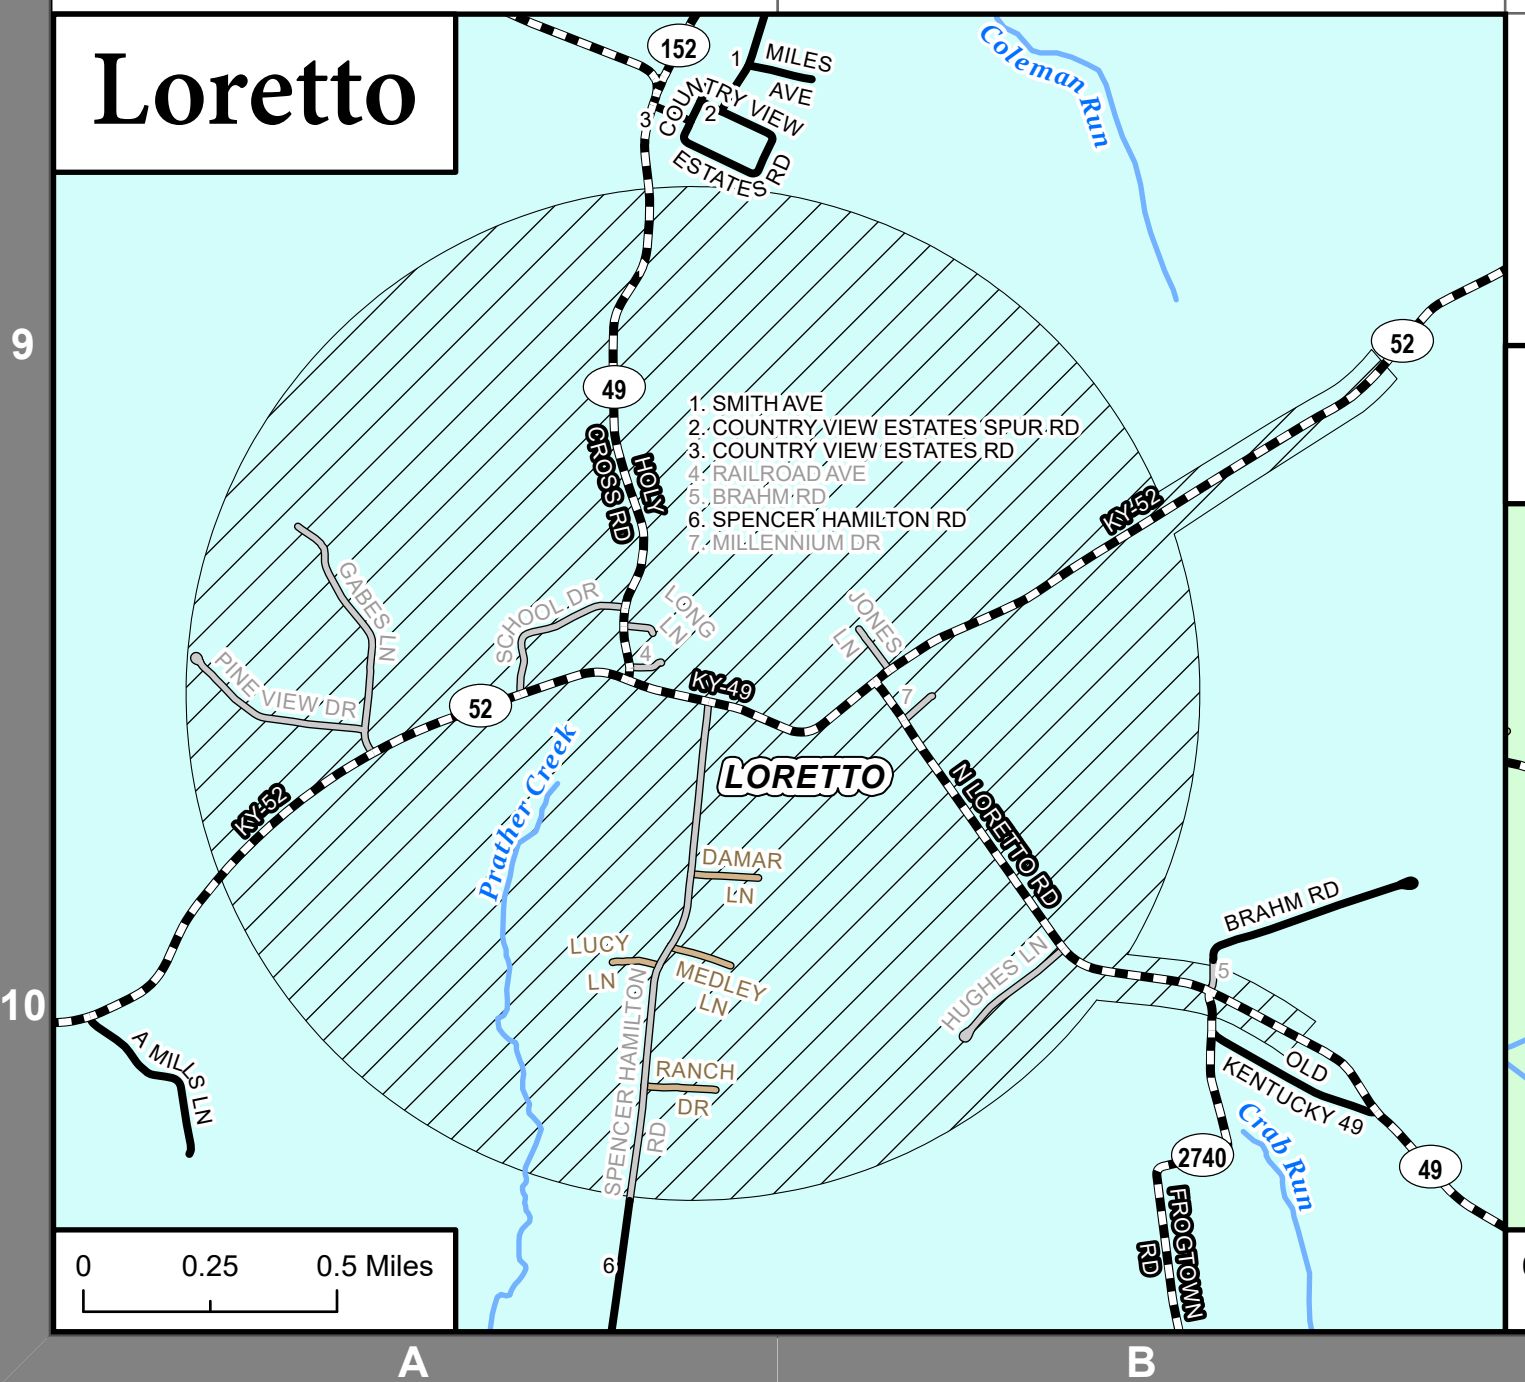 Loretto
152
1
MILES
AVE
COUNTRY VIEW
2
3
ESTATES RD
Coleman Run
9
52
49
1. SMITH AVE
2. COUNTRY VIEW ESTATES SPUR RD
3. COUNTRY VIEW ESTATES RD
4. RAILROAD AVE
5. BRAHM RD
6. SPENCER HAMILTON RD
7. MILLENNIUM DR
HOLY
CROSS RD
KY-52
GABES LN
SCHOOL DR
LONG
LN
JONES
LN
4
PINE VIEW DR
KY-49
7
52
Prather Creek
LORETTO
KY-52
N LORETTO RD
DAMAR
LN
BRAHM RD
LUCY
LN
MEDLEY
LN
HUGHES LN
5
10
A MILLS LN
SPENCER HAMILTON
RD
RANCH
DR
OLD
KENTUCKY 49
Crab Run
2740
49
FROGTOWN
RD
0 0.25 0.5 Miles
6
A
B